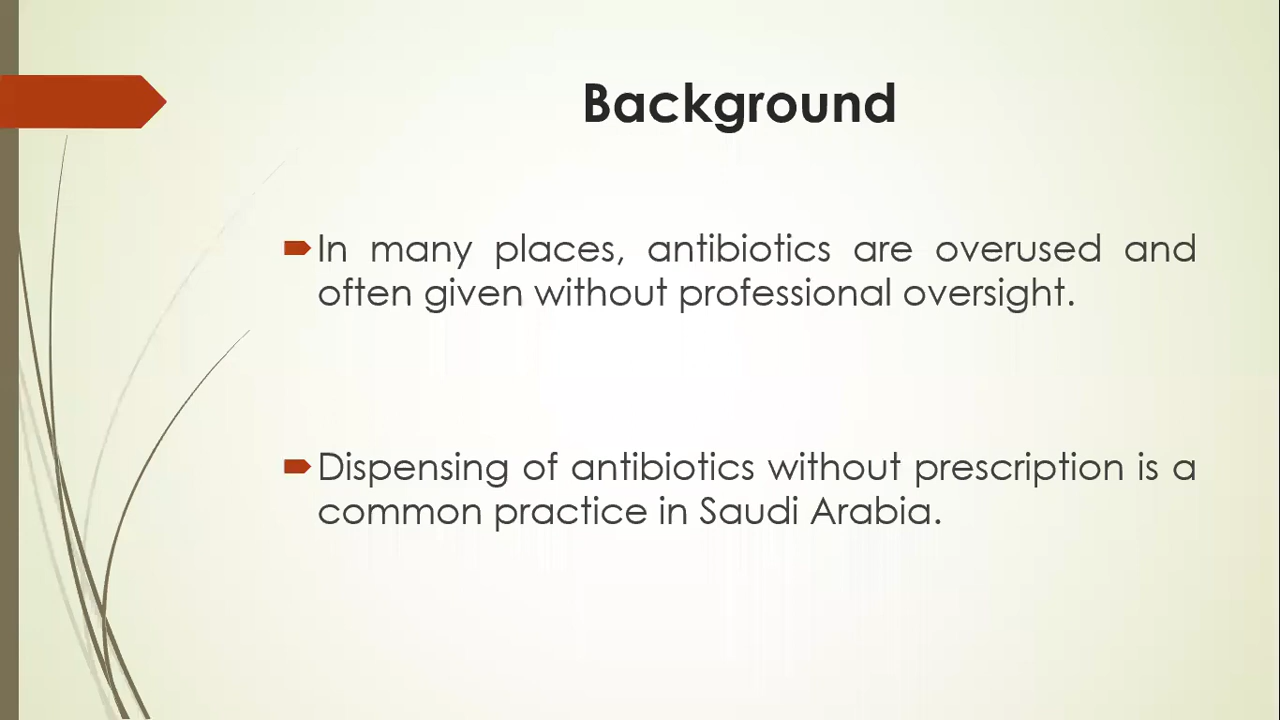 Background
In many places, antibiotics are overused and
often given without professional oversight.
Dispensing of antibiotics without prescription is a
common practice in Saudi Arabia.